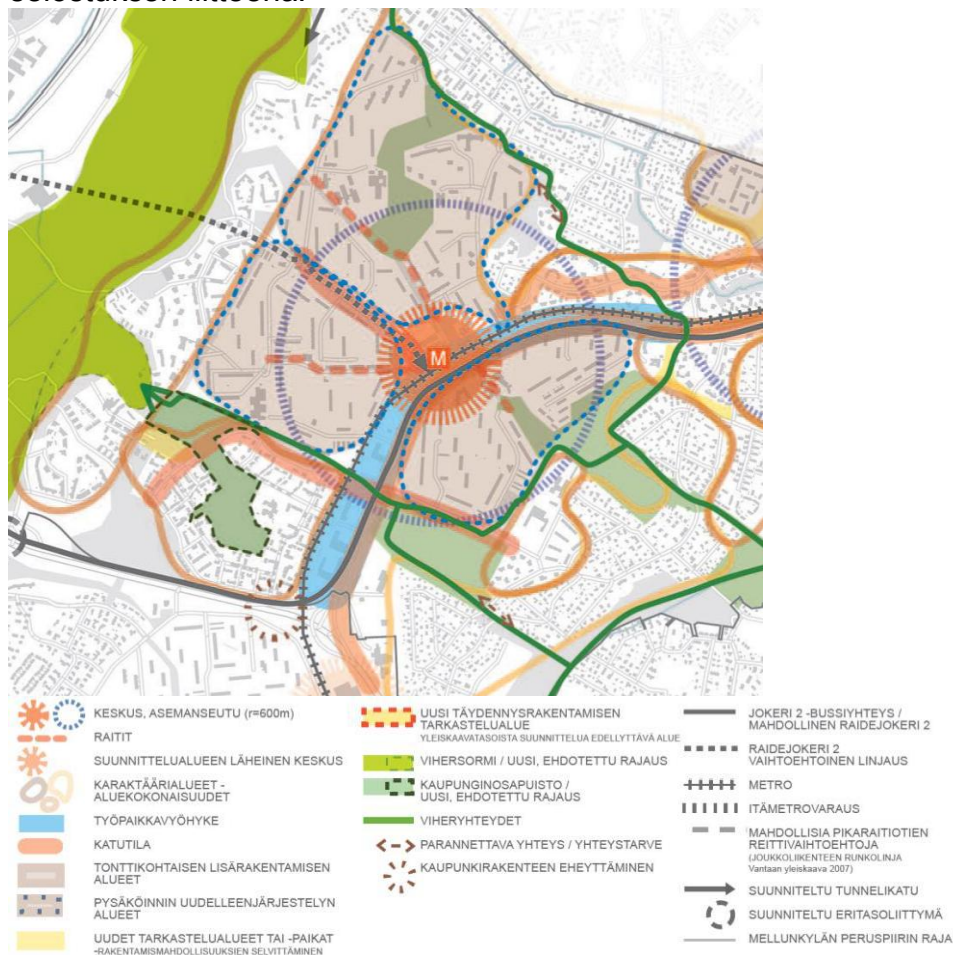 M
KESKUS, ASEMANSEUTU (r=600m)
RAITIT
SUUNNITTELUALUEEN LÄHEINEN KESKUS
KARAKTÄÄRIALUEET -
ALUEKOKONAISUUDET
TYÖPAIKKAVYÖHYKE
KATUTILA
TONTTIKOHTAISEN LISÄRAKENTAMISEN
ALUEET
PYSÄKÖINNIN UUDELLEENJÄRJESTELYN
ALUEET
UUDET TARKASTELUALUEET TAI -PAIKAT
-RAKENTAMISMAHDOLLISUUKSIEN SELVITTÄMINEN
UUSI TÄYDENNYSRAKENTAMISEN
TARKASTELUALUE
YLEISKAAVATASOISTA SUUNNITTELUA EDELLYTTÄVÄ ALUE
VIHERSORMI / UUSI, EHDOTETTU RAJAUS
KAUPUNGINOSAPUISTO /
UUSI, EHDOTETTU RAJAUS
VIHERYHTEYDET
PARANNETTAVA YHTEYS / YHTEYSTARVE
KAUPUNKIRAKENTEEN EHEYTTÄMINEN
JOKERI 2 -BUSSIYHTEYS /
MAHDOLLINEN RAIDEJOKERI 2
RAIDEJOKERI 2
VAIHTOEHTOINEN LINJAUS
METRO
ITÄMETROVARAUS
MAHDOLLISIA PIKARAITIOTIEN
REITTIVAIHTOEHTOJA
(JOUKKOLIIKENTEEN RUNKOLINJA
Vantaan yleiskaava 2007)
SUUNNITELTU TUNNELIKATU
SUUNNITELTU ERITASOLIITTYMÄ
MELLUNKYLÄN PERUSPIIRIN RAJA